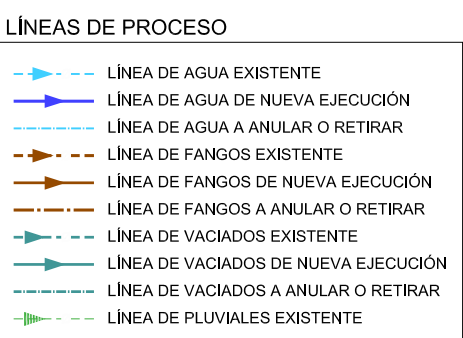 LÍNEAS DE PROCESO
LÍNEA DE AGUA EXISTENTE
LÍNEA DE AGUA DE NUEVA EJECUCIÓN
LÍNEA DE AGUA A ANULAR O RETIRAR
LÍNEA DE FANGOS EXISTENTE
LÍNEA DE FANGOS DE NUEVA EJECUCIÓN
LÍNEA DE FANGOS A ANULAR O RETIRAR
LÍNEA DE VACIADOS EXISTENTE
LÍNEA DE VACIADOS DE NUEVA EJECUCIÓN
LÍNEA DE VACIADOS A ANULAR O RETIRAR
LÍNEA DE PLUVIALES EXISTENTE